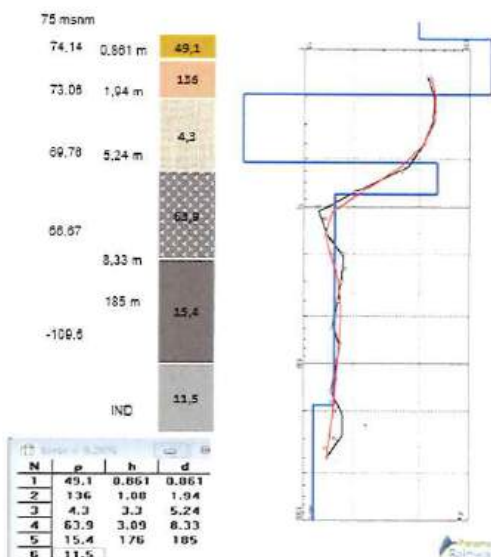 75 msnm
74,14 0,861 m 49,1
136
73,06 1,94 m
4,3
69,76 5,24 m
63,9
66,67
8,33 m
185 m
15,4
-109,6
11,5
IND
N ρ h d
1 49.1 0.861 0.861
2 136 1.08 1.94
3 4.3 3.3 5.24
4 63.9 3.09 8.33
5 15.4 176 185
6 11.5